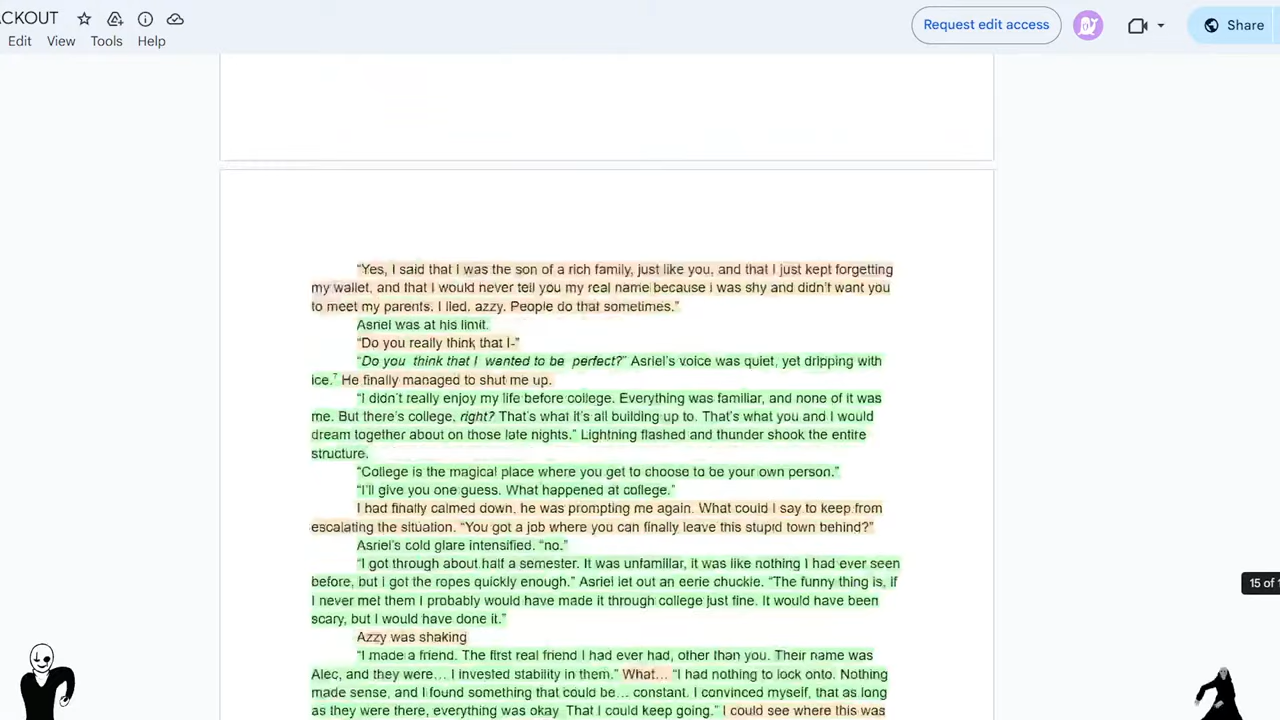 CKOUT
Request edit access
Share
Edit View Tools Help
“Yes, I said that I was the son of a rich family, just like you, and that I just kept forgetting
my wallet, and that I would never tell you my real name because i was shy and didn’t want you
to meet my parents. I lied. azzy. People do that sometimes.”
Asriel was at his limit.
“Do you really think that I-”
“Do you think that I wanted to be perfect?” Asriel’s voice was quiet, yet dripping with
ice.7 He finally managed to shut me up.
“I didn’t really enjoy my life before college. Everything was familiar, and none of it was
me. But there’s college, right? That’s what it’s all building up to. That’s what you and I would
dream together about on those late nights.” Lightning flashed and thunder shook the entire
structure.
“College is the magical place where you get to choose to be your own person.”
“I’ll give you one guess. What happened at college.”
I had finally calmed down, he was prompting me again. What could I say to keep from
escalating the situation. “You got a job where you can finally leave this stupid town behind?”
Asriel’s cold glare intensified. “no.”
“I got through about half a semester. It was unfamiliar, it was like nothing I had ever seen
before, but i got the ropes quickly enough.” Asriel let out an eerie chuckle. “The funny thing is, if
I never met them I probably would have made it through college just fine. It would have been
scary, but I would have done it.”
15 of 1
Azzy was shaking
“I made a friend. The first real friend I had ever had, other than you. Their name was
Alec, and they were… I invested stability in them.” What… “I had nothing to lock onto. Nothing
made sense, and I found something that could be… constant. I convinced myself, that as long
as they were there, everything was okay. That I could keep going.” I could see where this was